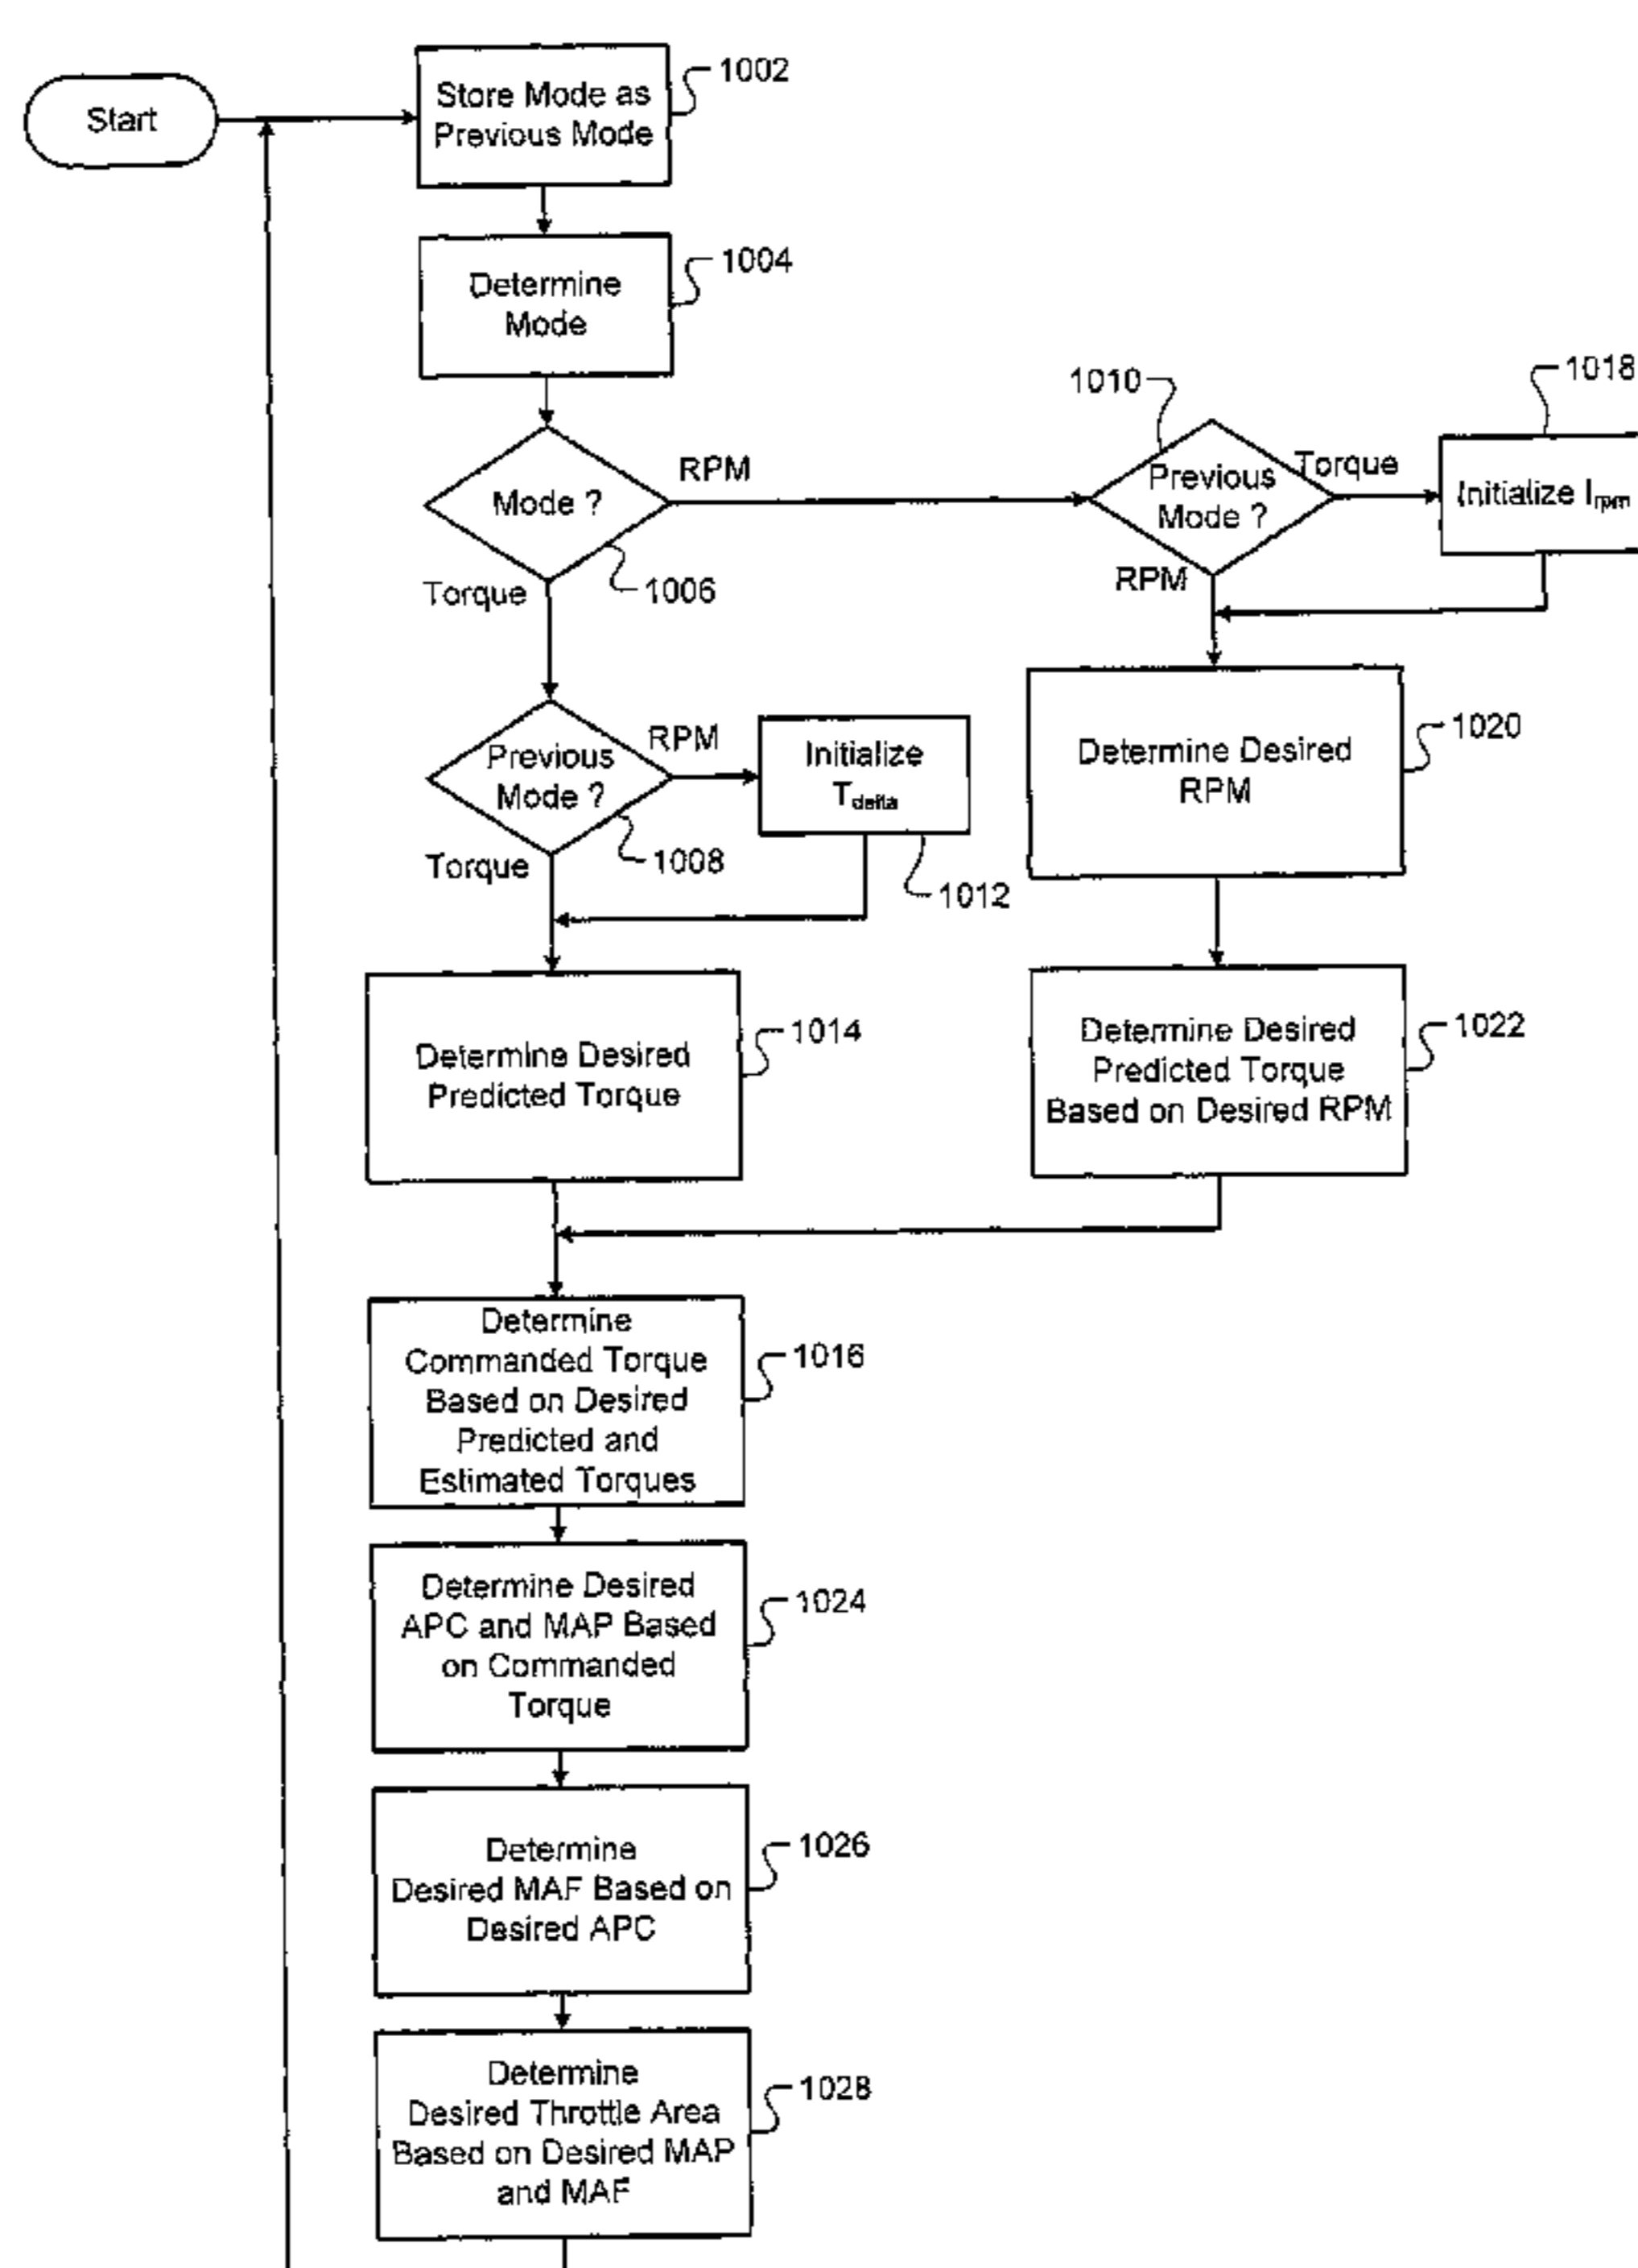 Start
Store Mode as
Previous Mode
1002
Determine
Mode
1004
Mode ?
RPM
Torque
1006
1010
Previous
Mode ?
Torque
RPM
1018
Initialize Irpm
Previous
Mode ?
RPM
Torque
1008
Initialize
Tdelta
1012
Determine Desired
RPM
1020
Determine Desired
Predicted Torque
1014
Determine Desired
Predicted Torque
Based on Desired RPM
1022
Determine
Commanded Torque
Based on Desired
Predicted and
Estimated Torques
1016
Determine Desired
APC and MAP Based
on Commanded
Torque
1024
Determine
Desired MAF Based on
Desired APC
1026
Determine
Desired Throttle Area
Based on Desired MAP
and MAF
1028